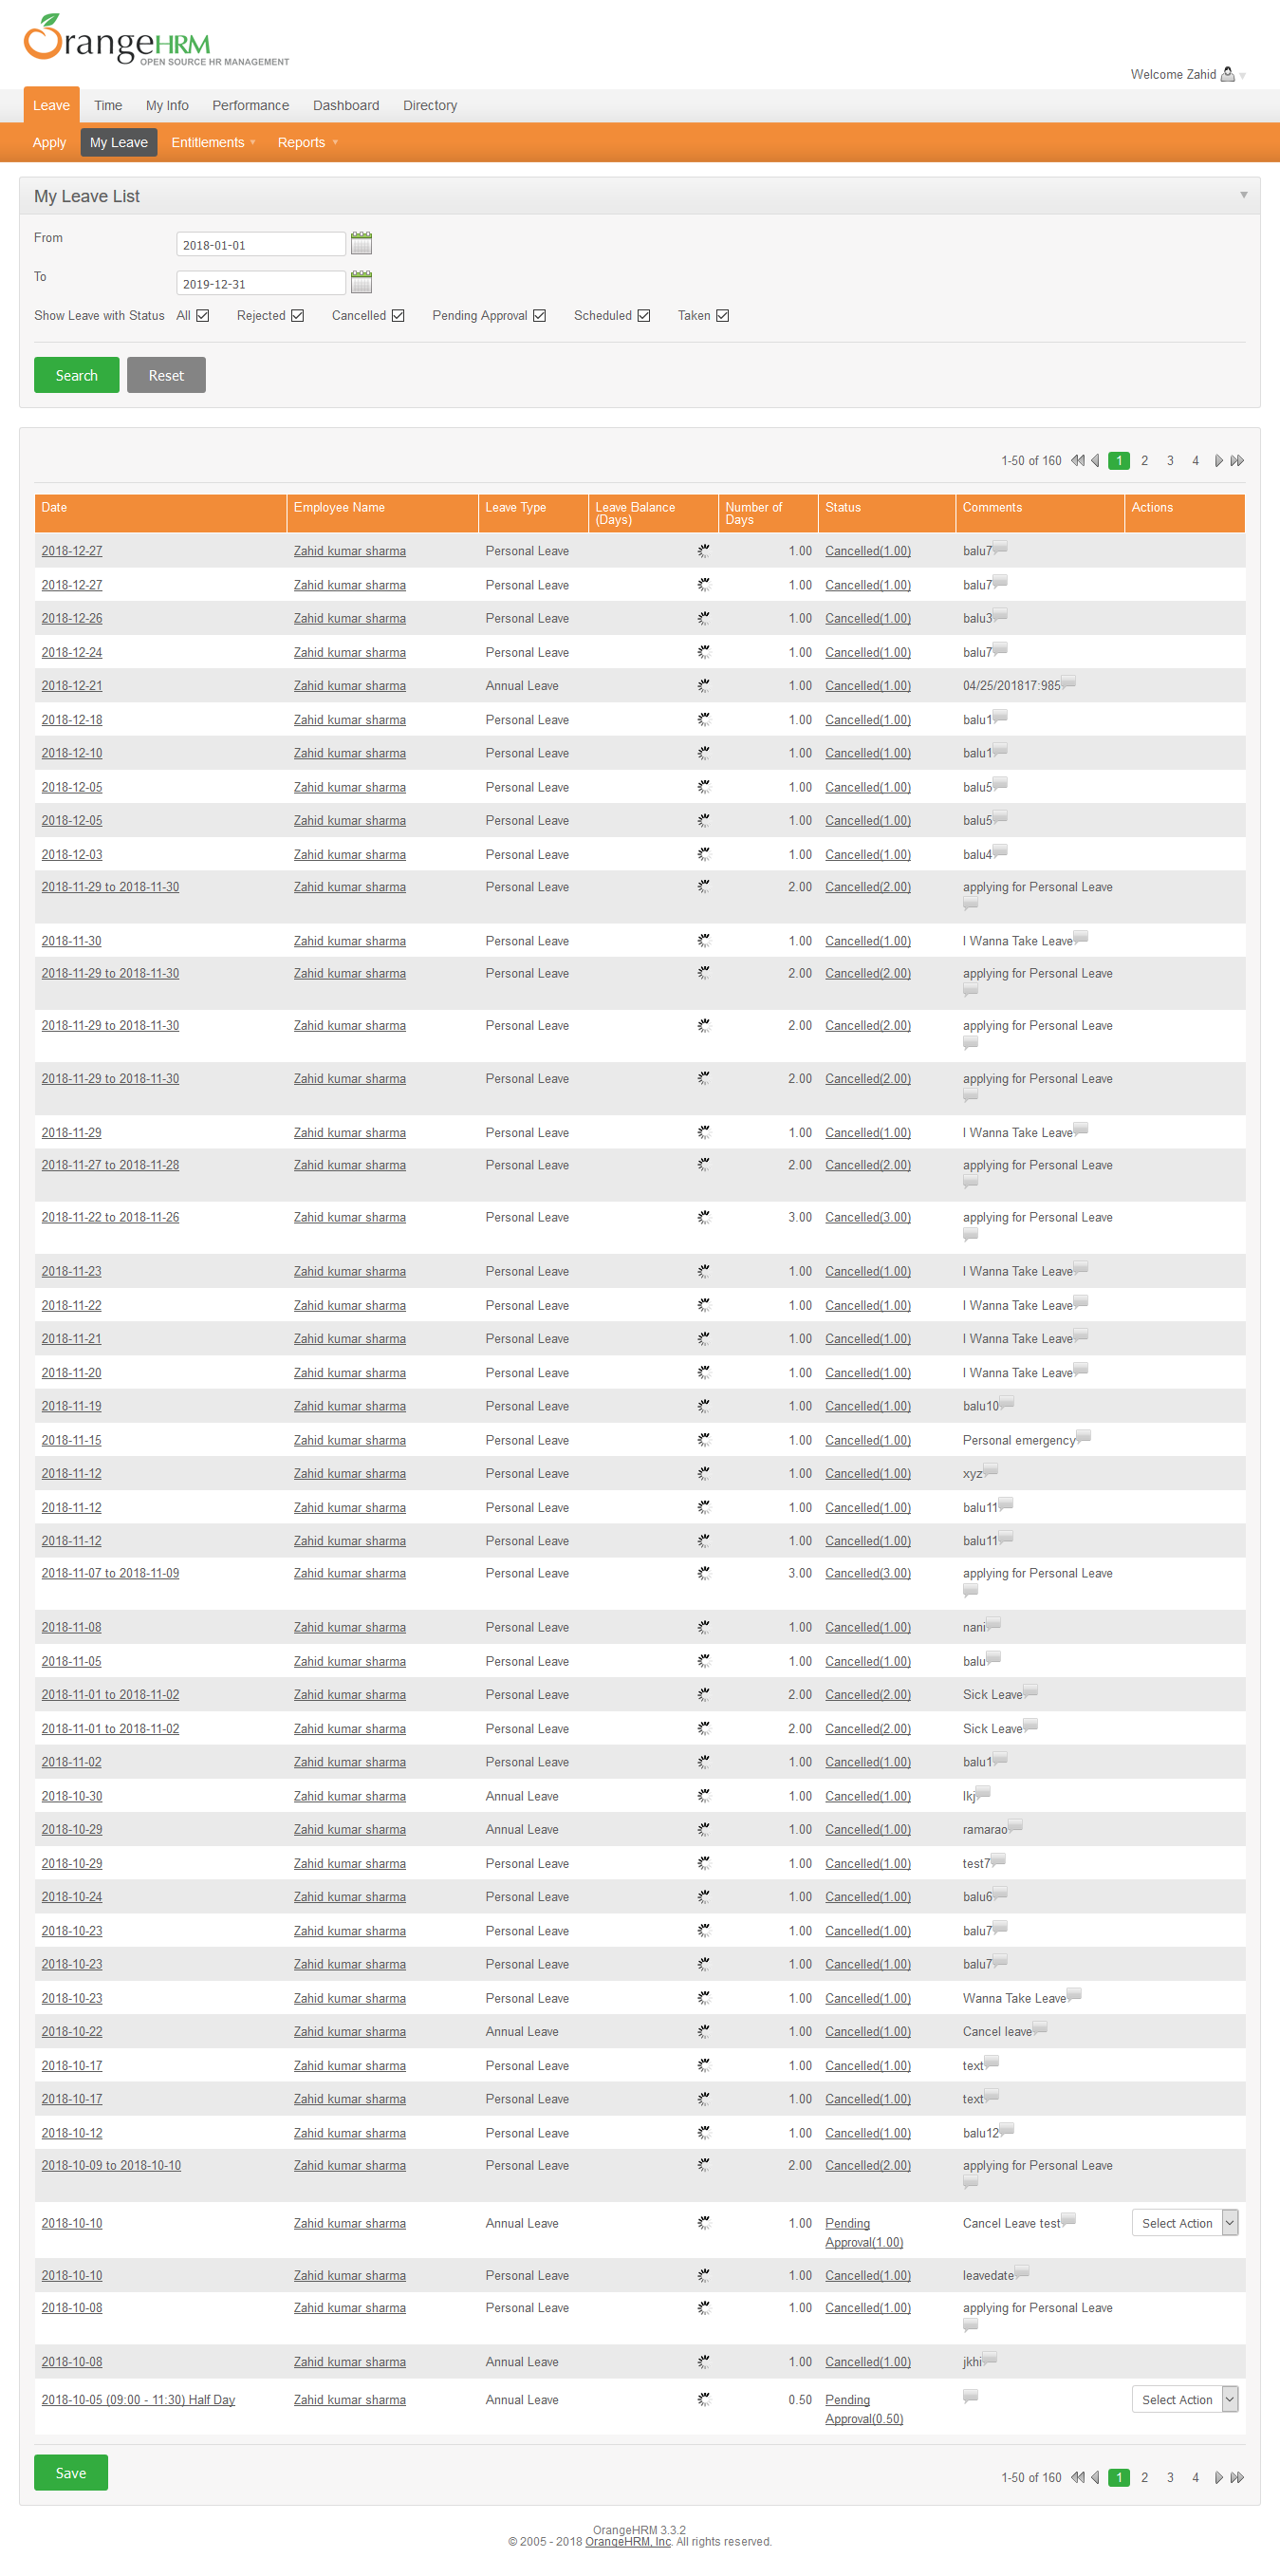 OrangeHRM
OPEN SOURCE HR MANAGEMENT
Welcome Zahid
Leave Time My Info Performance Dashboard Directory
Apply My Leave Entitlements Reports
My Leave List
From 2018-01-01
To 2019-12-31
Show Leave with Status All Rejected Cancelled Pending Approval Scheduled Taken
Search Reset
1-50 of 160 1 2 3 4
Date Employee Name Leave Type Leave Balance (Days) Number of Days Status Comments Actions
2018-12-27 Zahid kumar sharma Personal Leave 1.00 Cancelled(1.00) balu7
2018-12-27 Zahid kumar sharma Personal Leave 1.00 Cancelled(1.00) balu7
2018-12-26 Zahid kumar sharma Personal Leave 1.00 Cancelled(1.00) balu3
2018-12-24 Zahid kumar sharma Personal Leave 1.00 Cancelled(1.00) balu7
2018-12-21 Zahid kumar sharma Annual Leave 1.00 Cancelled(1.00) 04/25/201817:985
2018-12-18 Zahid kumar sharma Personal Leave 1.00 Cancelled(1.00) balu1
2018-12-10 Zahid kumar sharma Personal Leave 1.00 Cancelled(1.00) balu1
2018-12-05 Zahid kumar sharma Personal Leave 1.00 Cancelled(1.00) balu5
2018-12-05 Zahid kumar sharma Personal Leave 1.00 Cancelled(1.00) balu5
2018-12-03 Zahid kumar sharma Personal Leave 1.00 Cancelled(1.00) balu4
2018-11-29 to 2018-11-30 Zahid kumar sharma Personal Leave 2.00 Cancelled(2.00) applying for Personal Leave
2018-11-30 Zahid kumar sharma Personal Leave 1.00 Cancelled(1.00) I Wanna Take Leave
2018-11-29 to 2018-11-30 Zahid kumar sharma Personal Leave 2.00 Cancelled(2.00) applying for Personal Leave
2018-11-29 to 2018-11-30 Zahid kumar sharma Personal Leave 2.00 Cancelled(2.00) applying for Personal Leave
2018-11-29 to 2018-11-30 Zahid kumar sharma Personal Leave 2.00 Cancelled(2.00) applying for Personal Leave
2018-11-29 Zahid kumar sharma Personal Leave 1.00 Cancelled(1.00) I Wanna Take Leave
2018-11-27 to 2018-11-28 Zahid kumar sharma Personal Leave 2.00 Cancelled(2.00) applying for Personal Leave
2018-11-22 to 2018-11-26 Zahid kumar sharma Personal Leave 3.00 Cancelled(3.00) applying for Personal Leave
2018-11-23 Zahid kumar sharma Personal Leave 1.00 Cancelled(1.00) I Wanna Take Leave
2018-11-22 Zahid kumar sharma Personal Leave 1.00 Cancelled(1.00) I Wanna Take Leave
2018-11-21 Zahid kumar sharma Personal Leave 1.00 Cancelled(1.00) I Wanna Take Leave
2018-11-20 Zahid kumar sharma Personal Leave 1.00 Cancelled(1.00) I Wanna Take Leave
2018-11-19 Zahid kumar sharma Personal Leave 1.00 Cancelled(1.00) balu10
2018-11-15 Zahid kumar sharma Personal Leave 1.00 Cancelled(1.00) Personal emergency
2018-11-12 Zahid kumar sharma Personal Leave 1.00 Cancelled(1.00) xyz
2018-11-12 Zahid kumar sharma Personal Leave 1.00 Cancelled(1.00) balu11
2018-11-12 Zahid kumar sharma Personal Leave 1.00 Cancelled(1.00) balu11
2018-11-07 to 2018-11-09 Zahid kumar sharma Personal Leave 3.00 Cancelled(3.00) applying for Personal Leave
2018-11-08 Zahid kumar sharma Personal Leave 1.00 Cancelled(1.00) nani
2018-11-05 Zahid kumar sharma Personal Leave 1.00 Cancelled(1.00) balu
2018-11-01 to 2018-11-02 Zahid kumar sharma Personal Leave 2.00 Cancelled(2.00) Sick Leave
2018-11-01 to 2018-11-02 Zahid kumar sharma Personal Leave 2.00 Cancelled(2.00) Sick Leave
2018-11-02 Zahid kumar sharma Personal Leave 1.00 Cancelled(1.00) balu1
2018-10-30 Zahid kumar sharma Annual Leave 1.00 Cancelled(1.00) lkj
2018-10-29 Zahid kumar sharma Annual Leave 1.00 Cancelled(1.00) ramarao
2018-10-29 Zahid kumar sharma Personal Leave 1.00 Cancelled(1.00) test7
2018-10-24 Zahid kumar sharma Personal Leave 1.00 Cancelled(1.00) balu6
2018-10-23 Zahid kumar sharma Personal Leave 1.00 Cancelled(1.00) balu7
2018-10-23 Zahid kumar sharma Personal Leave 1.00 Cancelled(1.00) balu7
2018-10-23 Zahid kumar sharma Personal Leave 1.00 Cancelled(1.00) Wanna Take Leave
2018-10-22 Zahid kumar sharma Annual Leave 1.00 Cancelled(1.00) Cancel leave
2018-10-17 Zahid kumar sharma Personal Leave 1.00 Cancelled(1.00) text
2018-10-17 Zahid kumar sharma Personal Leave 1.00 Cancelled(1.00) text
2018-10-12 Zahid kumar sharma Personal Leave 1.00 Cancelled(1.00) balu12
2018-10-09 to 2018-10-10 Zahid kumar sharma Personal Leave 2.00 Cancelled(2.00) applying for Personal Leave
2018-10-10 Zahid kumar sharma Annual Leave 1.00 Pending Approval(1.00) Cancel Leave test Select Action
2018-10-10 Zahid kumar sharma Personal Leave 1.00 Cancelled(1.00) leavedate
2018-10-08 Zahid kumar sharma Personal Leave 1.00 Cancelled(1.00) applying for Personal Leave
2018-10-08 Zahid kumar sharma Annual Leave 1.00 Cancelled(1.00) jkhi
2018-10-05 (09:00 - 11:30) Half Day Zahid kumar sharma Annual Leave 0.50 Pending Approval(0.50) Select Action
Save 1-50 of 160 1 2 3 4
OrangeHRM 3.3.2
© 2005 - 2018 OrangeHRM, Inc. All rights reserved.